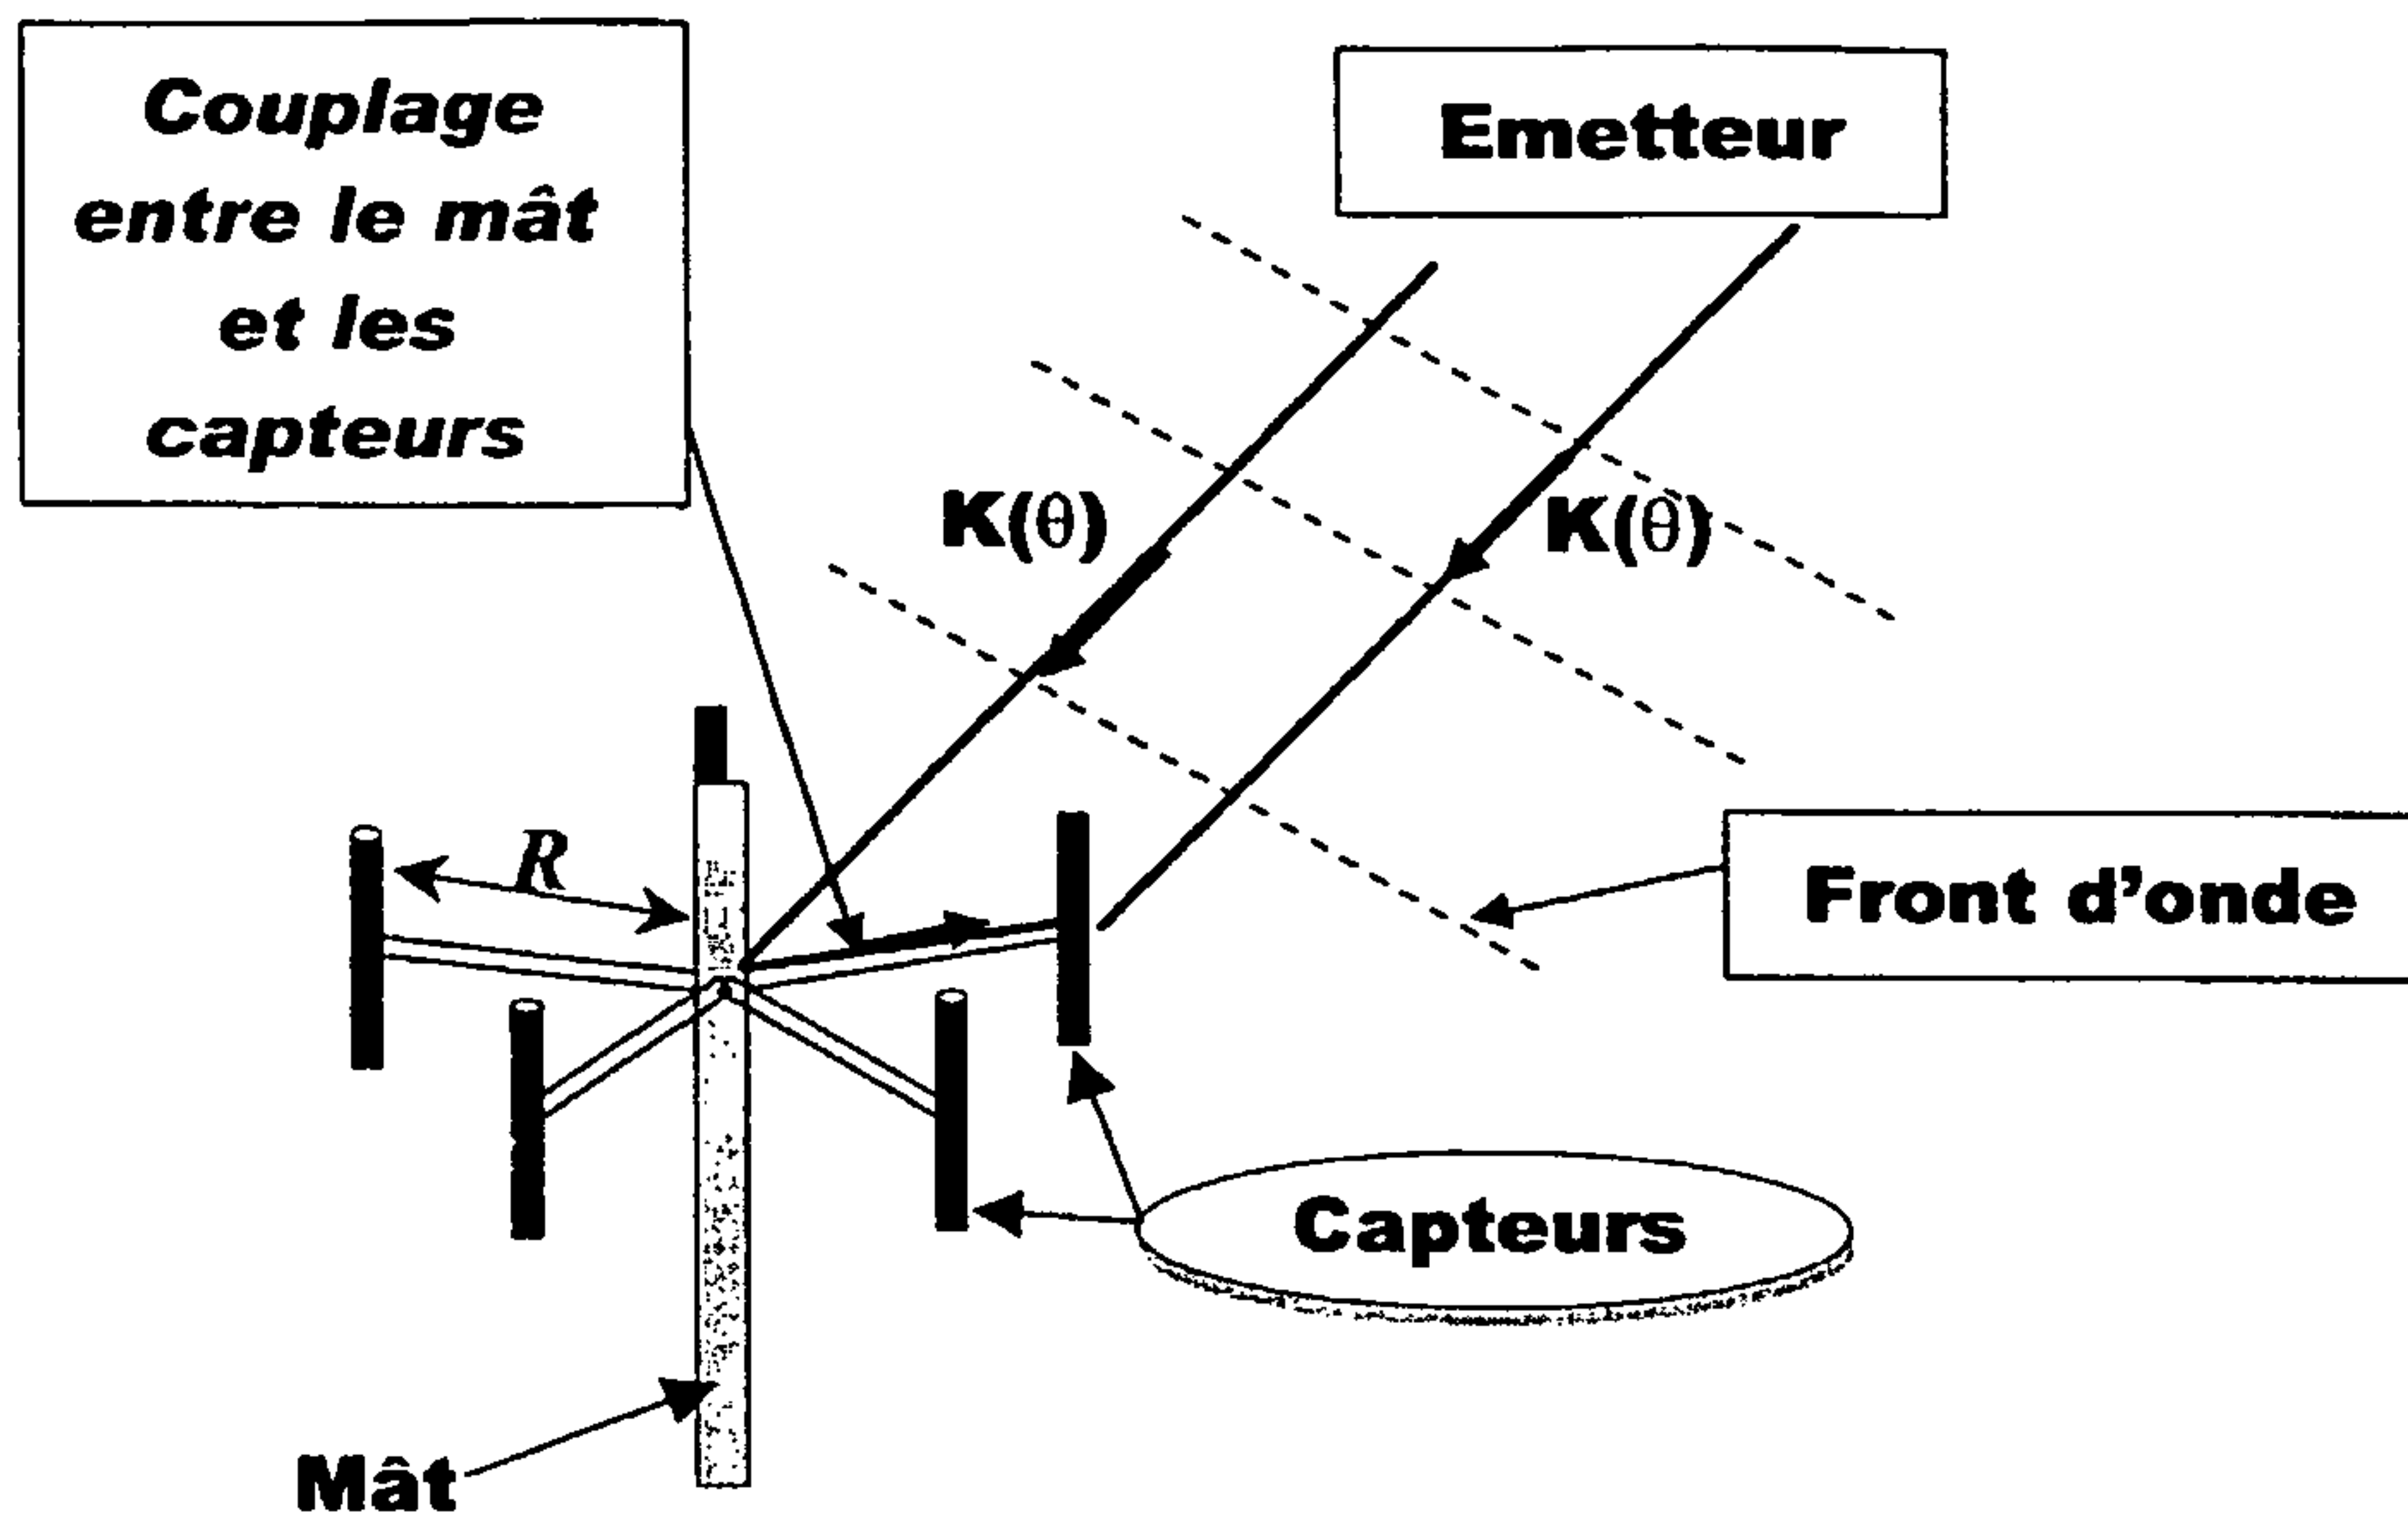 Couplage
entre le mât
et les
capteurs
Emetteur
K(θ)
K(θ)
R
Front d'onde
Capteurs
Mât